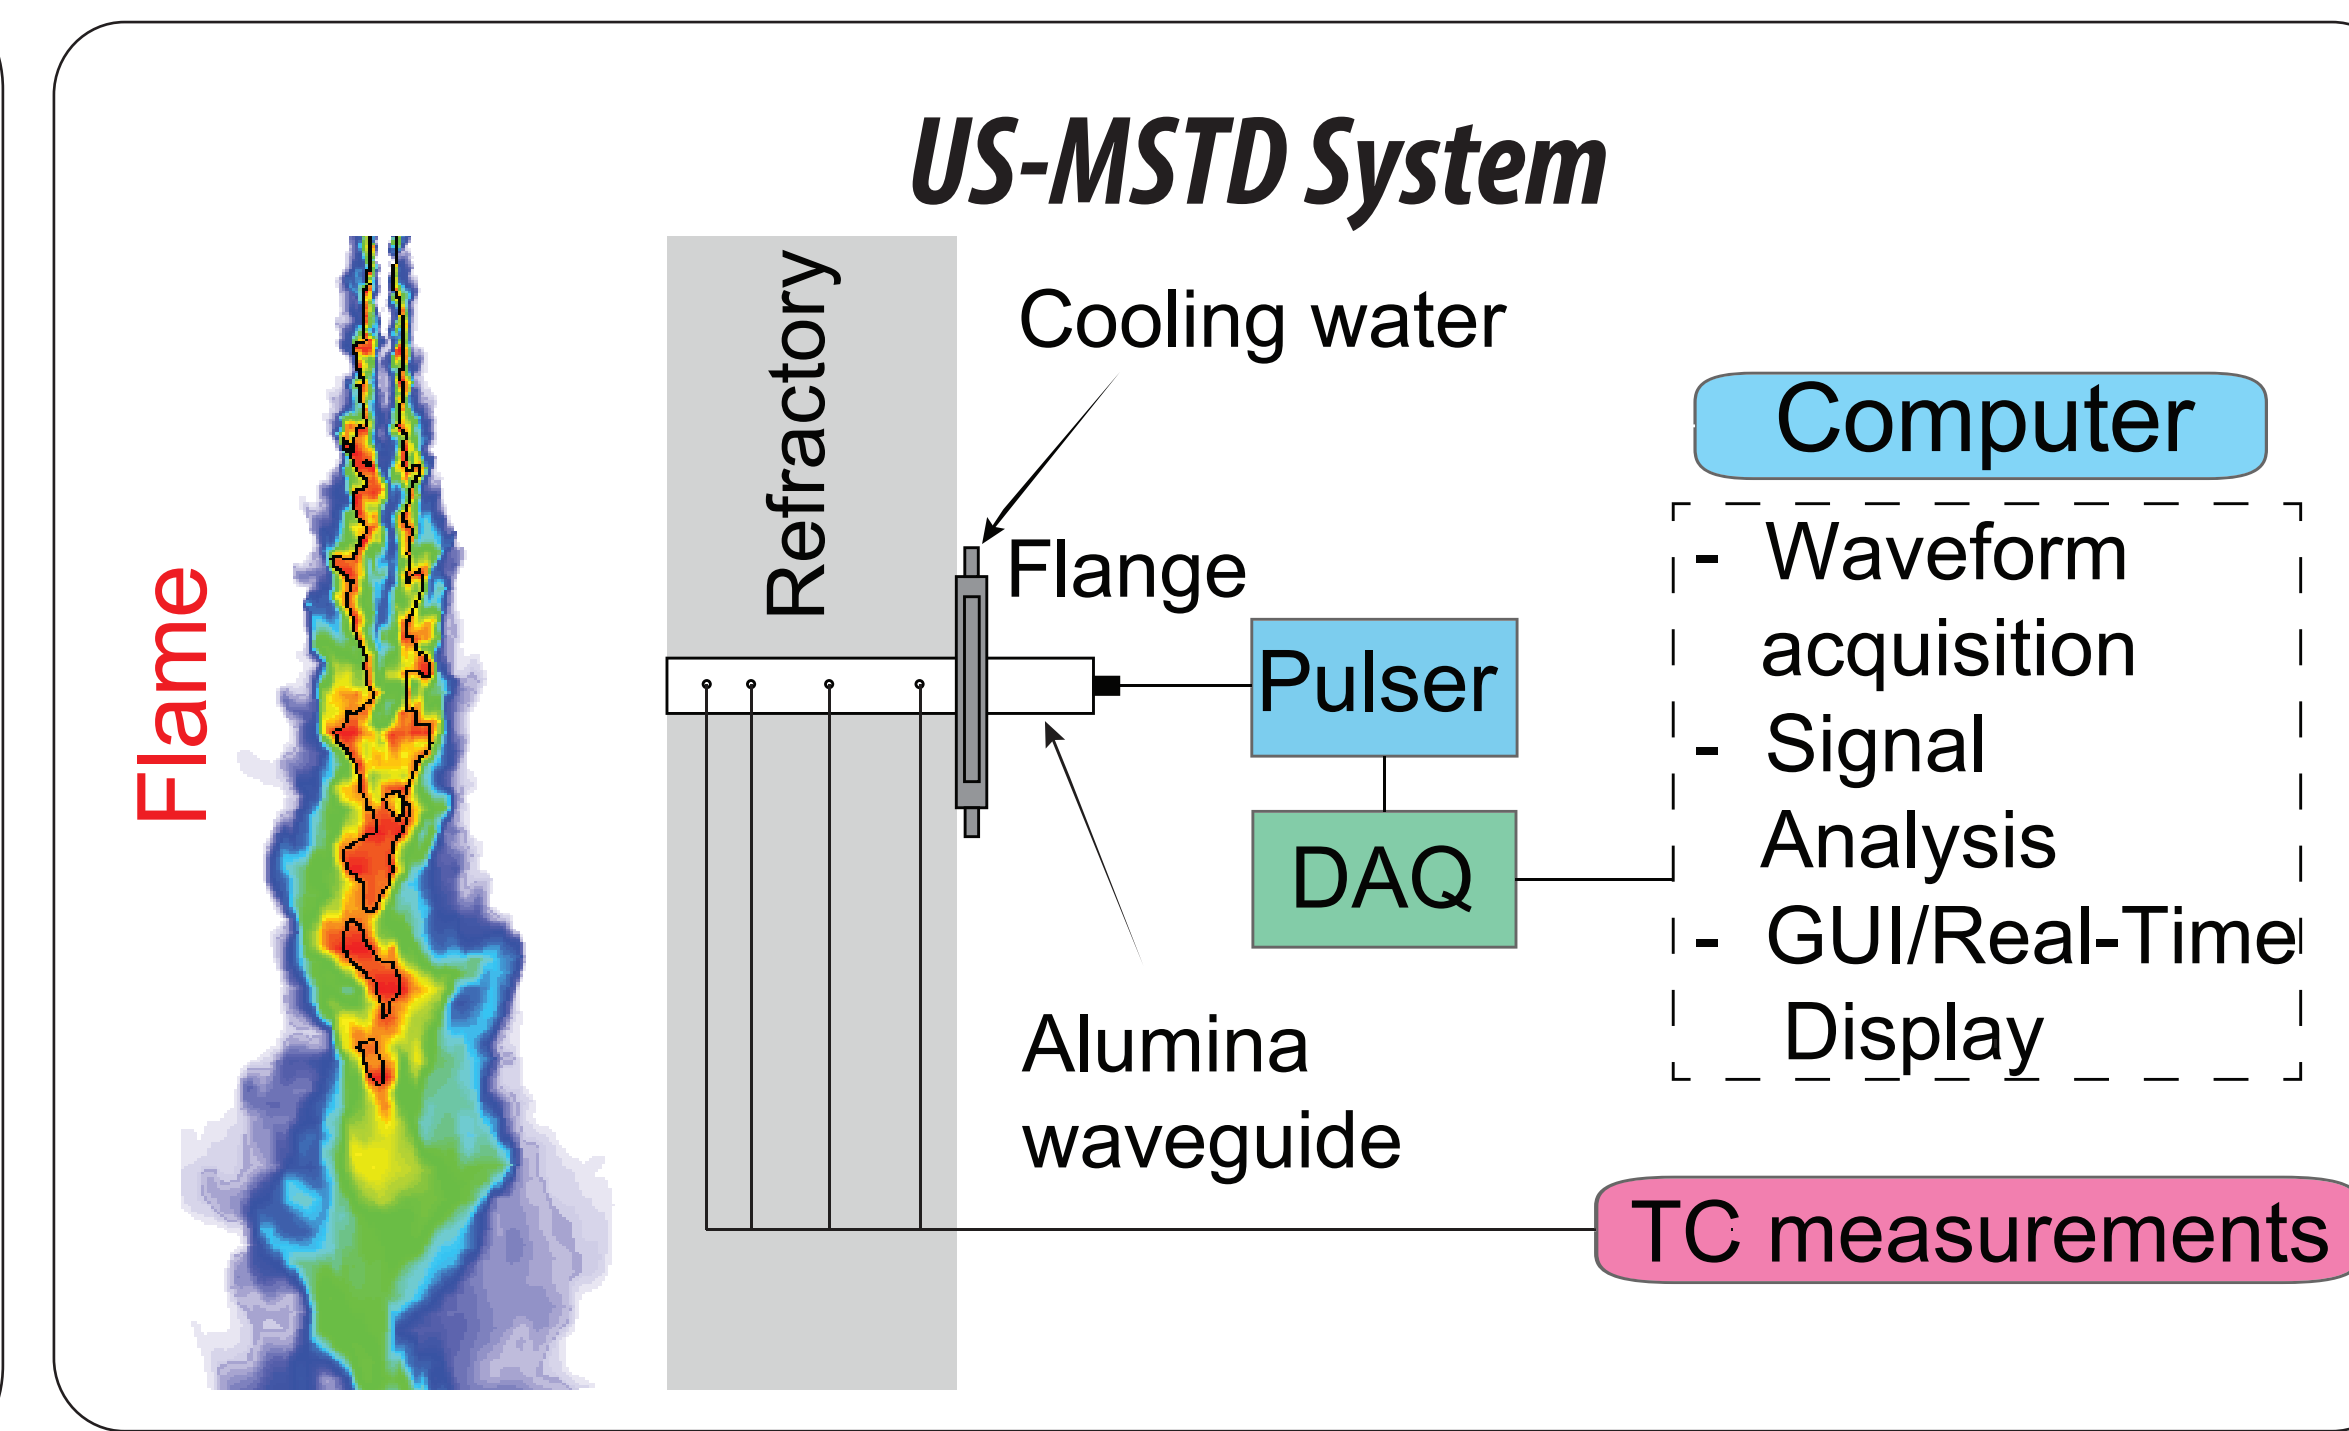 US-MSTD System
Flame
Refractory
Cooling water
Flange
Pulser
DAQ
Alumina
waveguide
Computer
- Waveform
acquisition
- Signal
Analysis
- GUI/Real-Time
Display
TC measurements